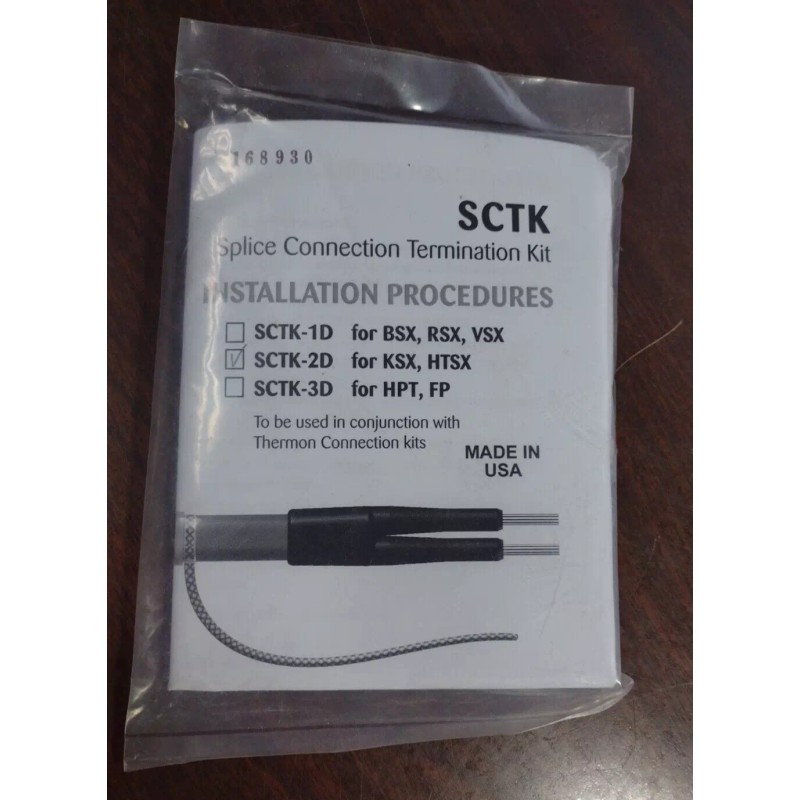 168930
SCTK
Splice Connection Termination Kit
INSTALLATION PROCEDURES
SCTK-1D for BSX, RSX, VSX
SCTK-2D for KSX, HTSX
SCTK-3D for HPT, FP
To be used in conjunction with
Thermon Connection kits
MADE IN
USA